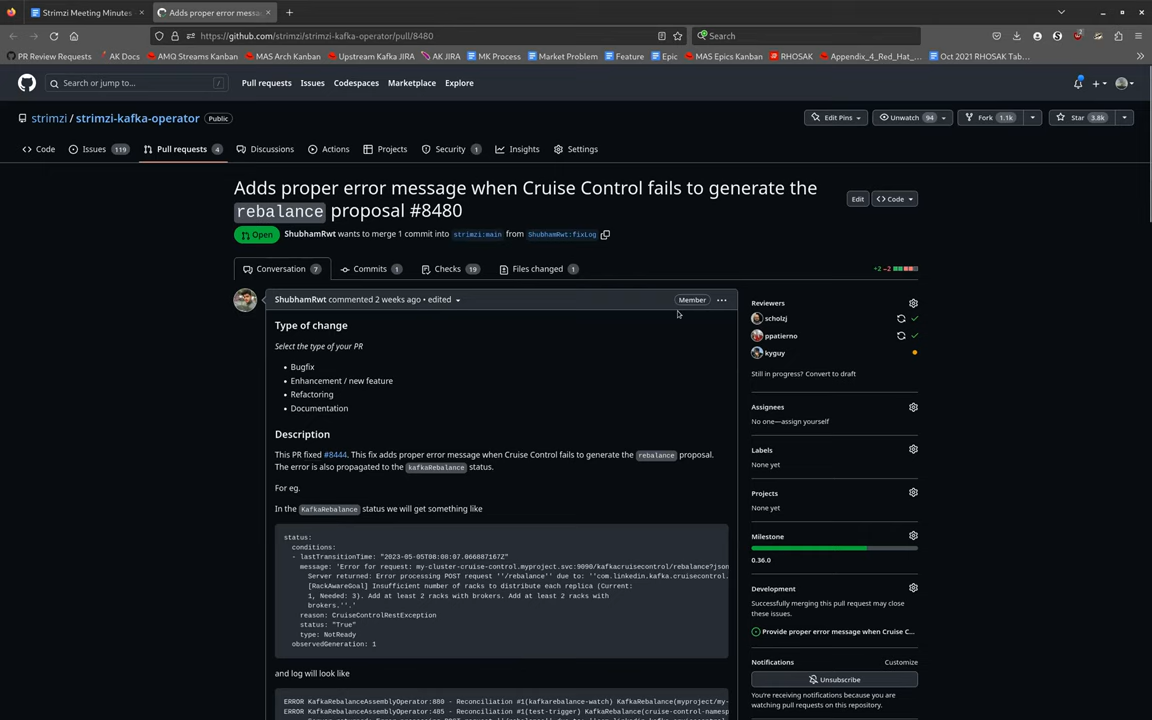 Strimzi Meeting Minutes
Adds proper error messa
https://github.com/strimzi/strimzi-kafka-operator/pull/8480
Search
PR Review Requests
AK Docs
AMQ Streams Kanban
MAS Arch Kanban
Upstream Kafka JIRA
AK JIRA
MK Process
Market Problem
Feature
Epic
MAS Epics Kanban
RHOSAK
Appendix_4_Red_Hat_...
Oct 2021 RHOSAK Tab...
Search or jump to...
/
Pull requests
Issues
Codespaces
Marketplace
Explore
strimzi / strimzi-kafka-operator
Public
Edit Pins
Unwatch 94
Fork 1.1k
Star 3.8k
Code
Issues 119
Pull requests 4
Discussions
Actions
Projects
Security 1
Insights
Settings
Adds proper error message when Cruise Control fails to generate the
rebalance proposal #8480
Edit
Code
Open
ShubhamRwt wants to merge 1 commit into strimzi:main from ShubhamRwt:fixLog
Conversation 7
Commits 1
Checks 19
Files changed 1
+2 −2
ShubhamRwt commented 2 weeks ago • edited
Member
Type of change
Select the type of your PR
• Bugfix
• Enhancement / new feature
• Refactoring
• Documentation
Description
This PR fixed #8444. This fix adds proper error message when Cruise Control fails to generate the rebalance proposal.
The error is also propagated to the kafkaRebalance status.
For eg.
In the KafkaRebalance status we will get something like
status:
conditions:
- lastTransitionTime: "2023-05-05T08:00:07.066887167Z"
message: 'Error for request: my-cluster-cruise-control.myproject.svc:9090/kafkacruisecontrol/rebalance?json
Server returned: Error processing POST request ''/rebalance'' due to: ''com.linkedin.kafka.cruisecontrol.
[RackAwareGoal] Insufficient number of racks to distribute each replica (Current:
1, Needed: 3). Add at least 2 racks with brokers. Add at least 2 racks with
brokers.''.'
reason: CruiseControlRestException
status: "True"
type: NotReady
observedGeneration: 1
and log will look like
ERROR KafkaRebalanceAssemblyOperator:880 - Reconciliation #1(kafkarebalance-watch) KafkaRebalance(myproject/my-
ERROR KafkaRebalanceAssemblyOperator:485 - Reconciliation #1(test-trigger) KafkaRebalance(cruise-control-namesp
Reviewers
scholzj
ppatierno
kyguy
Still in progress? Convert to draft
Assignees
No one—assign yourself
Labels
None yet
Projects
None yet
Milestone
0.36.0
Development
Successfully merging this pull request may close
these issues.
Provide proper error message when Cruise C...
Notifications
Customize
Unsubscribe
You're receiving notifications because you are
watching pull requests on this repository.